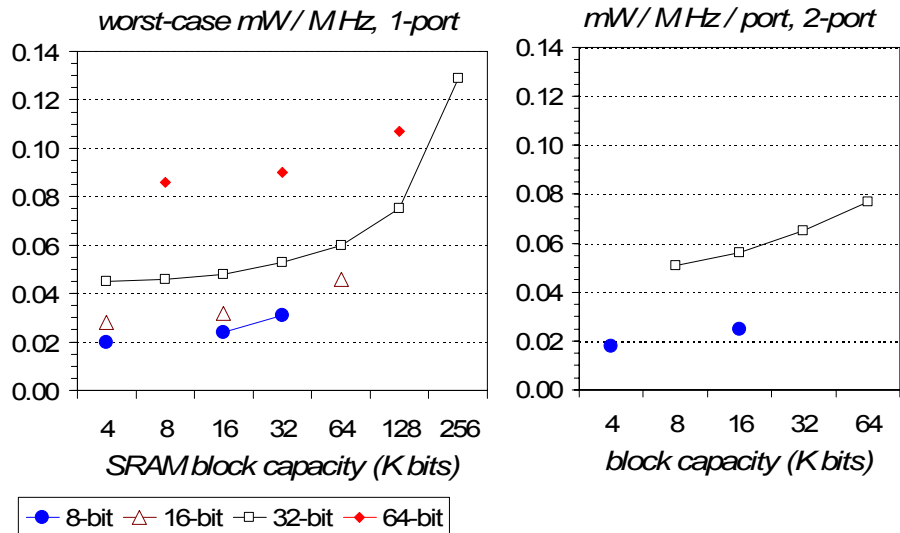 worst-case mW / MHz, 1-port
0.14
0.12
0.10
0.08
0.06
0.04
0.02
0.00
4 8 16 32 64 128 256
SRAM block capacity (K bits)
mW / MHz / port, 2-port
0.14
0.12
0.10
0.08
0.06
0.04
0.02
0.00
4 8 16 32 64
block capacity (K bits)
8-bit 16-bit 32-bit 64-bit